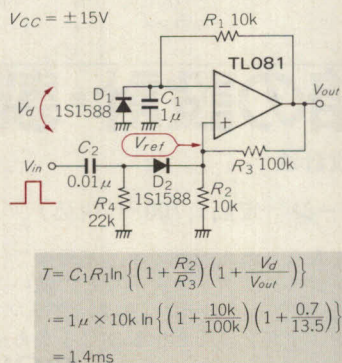 V_CC = ±15V
R₁ 10k
TL081
V_out
D₁
1S1588
C₁
1μ
V_d
−
+
V_ref
R₃ 100k
C₂
0.01μ
V_in
D₂
1S1588
R₄
22k
R₂
10k
T = C₁R₁ln{(1+R₂/R₃)(1+V_d/V_out)}
·= 1μ × 10k ln{(1+10k/100k)(1+0.7/13.5)}
= 1.4ms